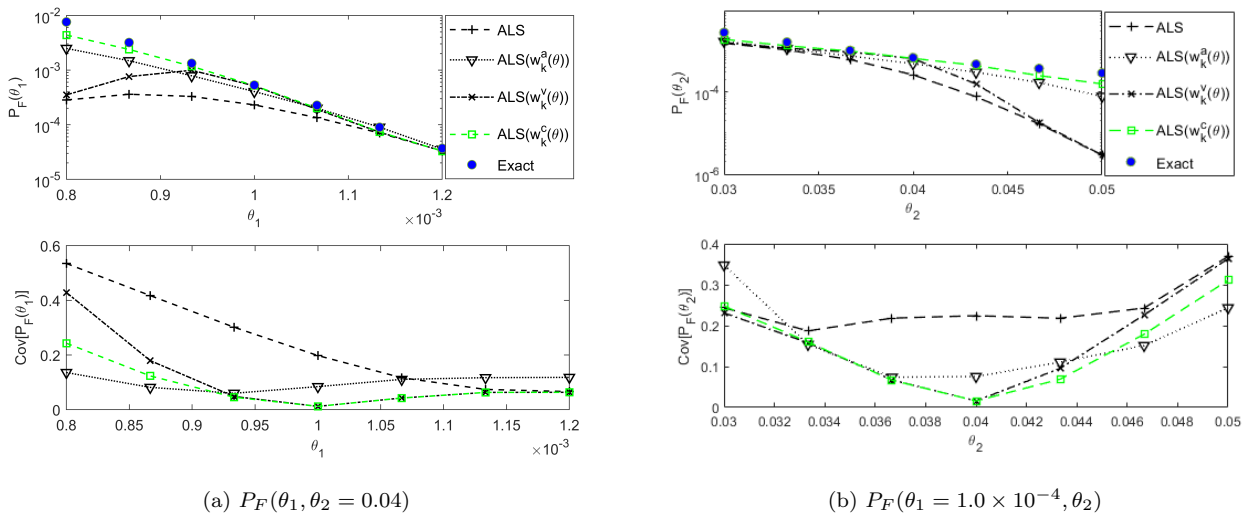 10^-2
10^-3
10^-4
10^-5
P_F(θ_1)
0.8 0.9 1 1.1 1.2
θ_1 ×10^-3
ALS
ALS(w_k^a(θ))
ALS(w_k^v(θ))
ALS(w_k^c(θ))
Exact
10^-4
10^-6
P_F(θ_2)
0.03 0.035 0.04 0.045 0.05
θ_2
ALS
ALS(w_k^a(θ))
ALS(w_k^v(θ))
ALS(w_k^c(θ))
Exact
0.6
0.4
0.2
0
Cov[P_F(θ_1)]
0.8 0.85 0.9 0.95 1 1.05 1.1 1.15 1.2
θ_1 ×10^-3
0.4
0.3
0.2
0.1
0
Cov[P_F(θ_2)]
0.03 0.032 0.034 0.036 0.038 0.04 0.042 0.044 0.046 0.048 0.05
θ_2
(a) P_F(θ_1, θ_2 = 0.04)
(b) P_F(θ_1 = 1.0 × 10^-4, θ_2)